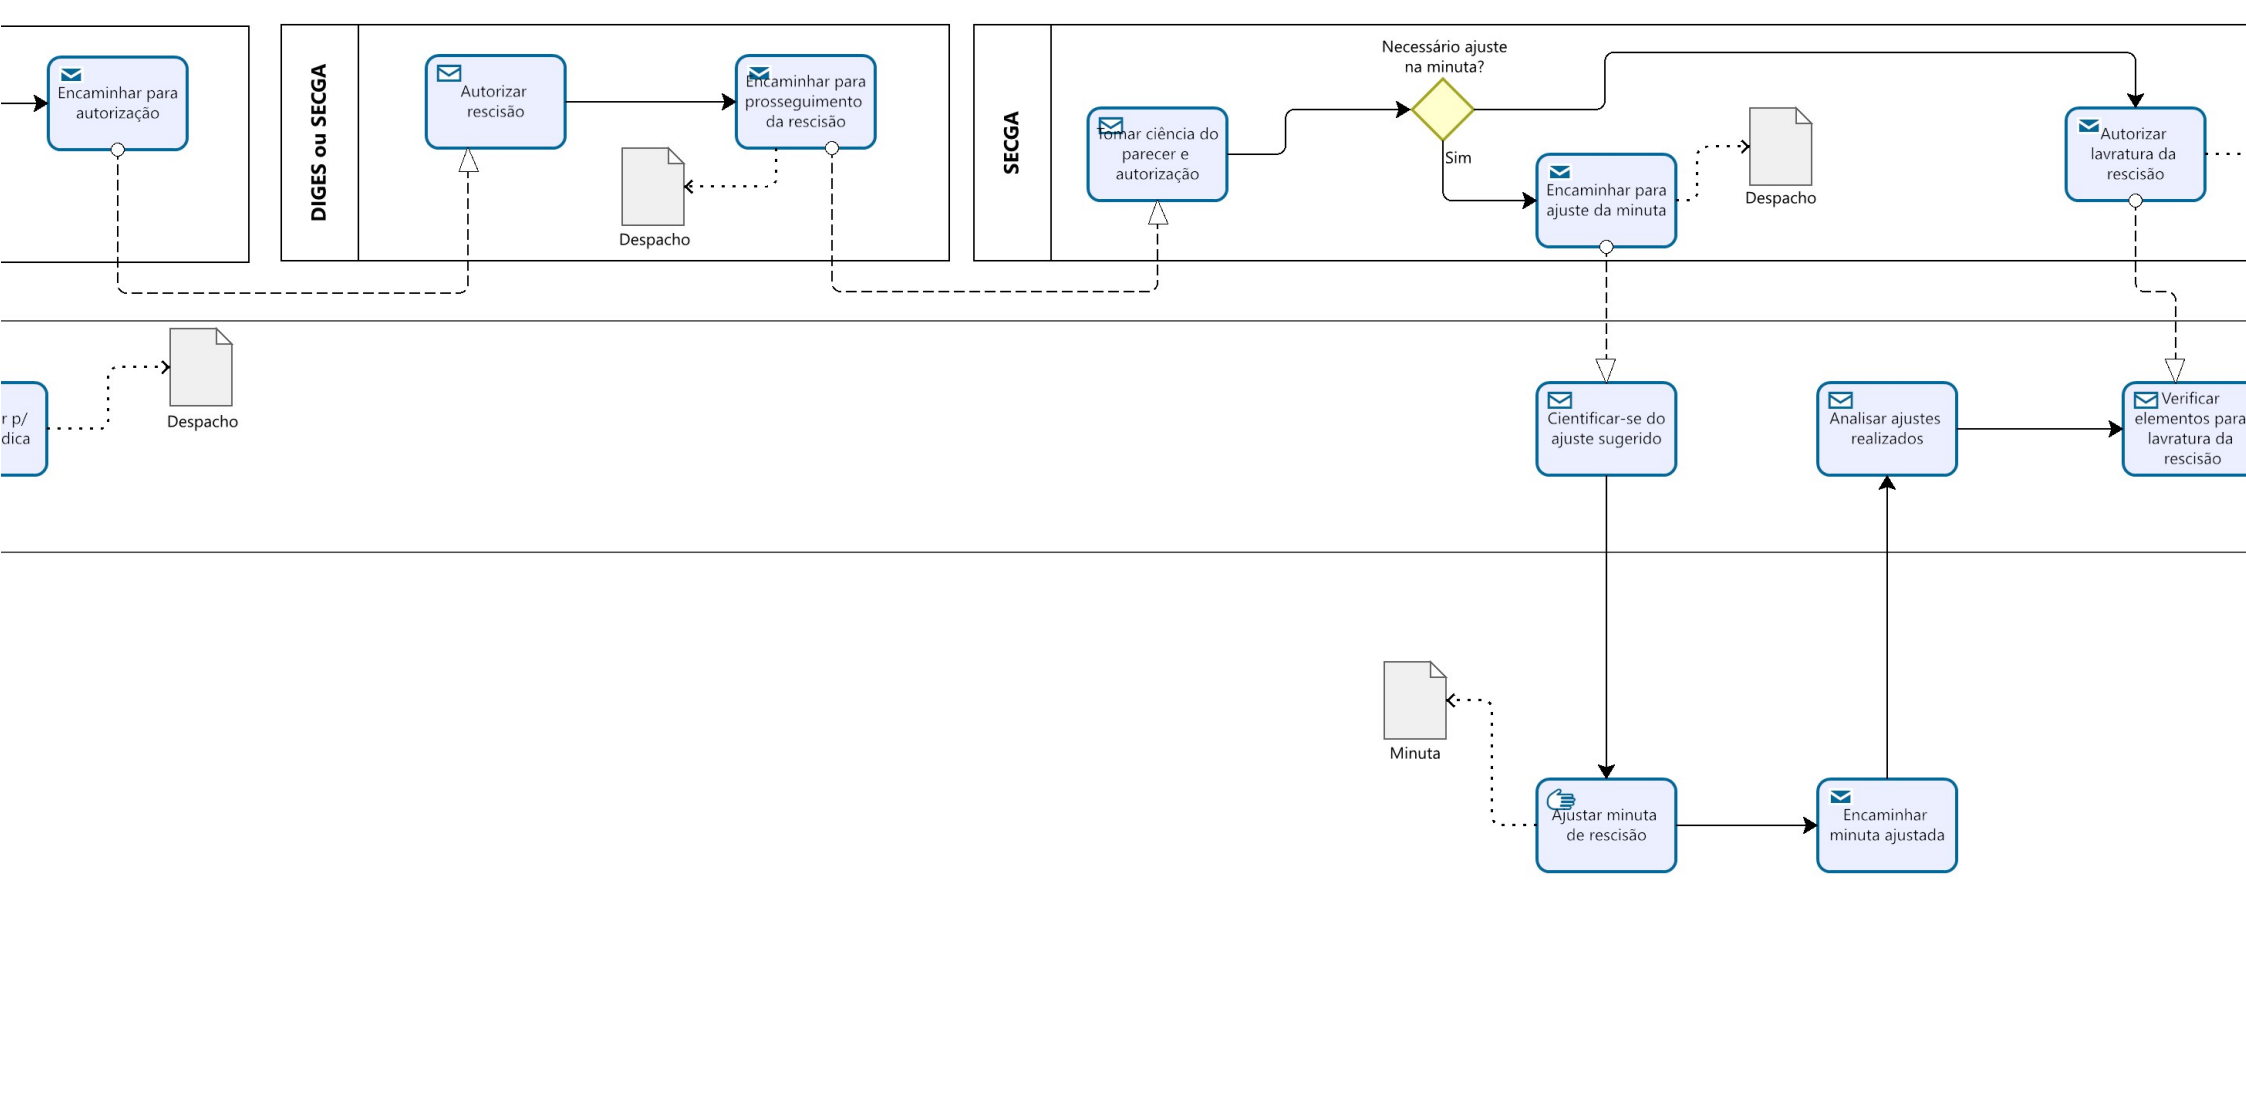 Encaminhar para
autorização
DIGES ou SECGA
Autorizar
rescisão
Encaminhar para
prosseguimento
da rescisão
Despacho
SECGA
Tomar ciência do
parecer e
autorização
Necessário ajuste
na minuta?
Sim
Encaminhar para
ajuste da minuta
Despacho
Autorizar
lavratura da
rescisão
r p/
dica
Despacho
Cientificar-se do
ajuste sugerido
Analisar ajustes
realizados
Verificar
elementos para
lavratura da
rescisão
Minuta
Ajustar minuta
de rescisão
Encaminhar
minuta ajustada